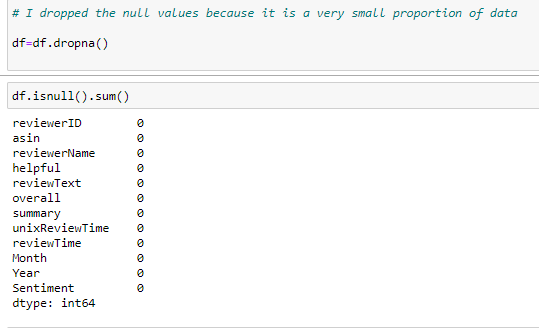 # I dropped the null values because it is a very small proportion of data
df=df.dropna()
df.isnull().sum()
reviewerID 0
asin 0
reviewerName 0
helpful 0
reviewText 0
overall 0
summary 0
unixReviewTime 0
reviewTime 0
Month 0
Year 0
Sentiment 0
dtype: int64